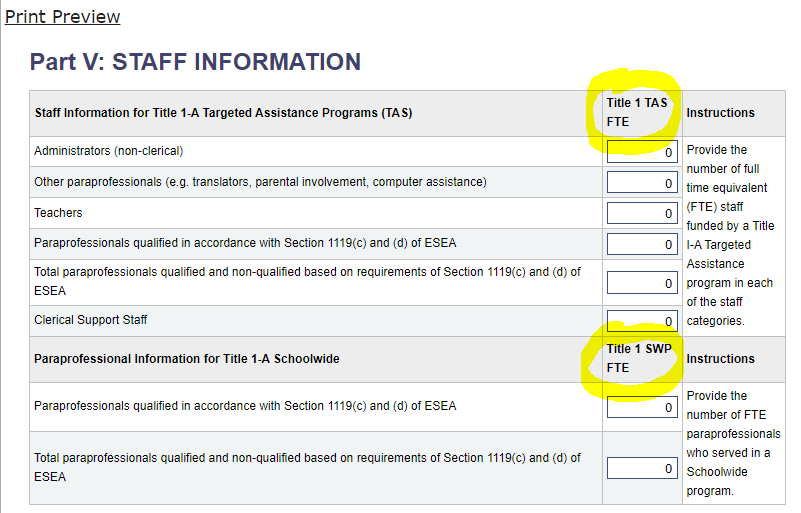 Print Preview
Part V: STAFF INFORMATION
Staff Information for Title 1-A Targeted Assistance Programs (TAS)
Title 1 TAS
FTE
Instructions
Administrators (non-clerical)
0
Other paraprofessionals (e.g. translators, parental involvement, computer assistance)
0
Teachers
0
Paraprofessionals qualified in accordance with Section 1119(c) and (d) of ESEA
0
Total paraprofessionals qualified and non-qualified based on requirements of Section 1119(c) and (d) of
ESEA
0
Clerical Support Staff
0
Provide the
number of full
time equivalent
(FTE) staff
funded by a Title
I-A Targeted
Assistance
program in each
of the staff
categories.
Paraprofessional Information for Title 1-A Schoolwide
Title 1 SWP
FTE
Instructions
Paraprofessionals qualified in accordance with Section 1119(c) and (d) of ESEA
0
Total paraprofessionals qualified and non-qualified based on requirements of Section 1119(c) and (d) of
ESEA
0
Provide the
number of FTE
paraprofessionals
who served in a
Schoolwide
program.